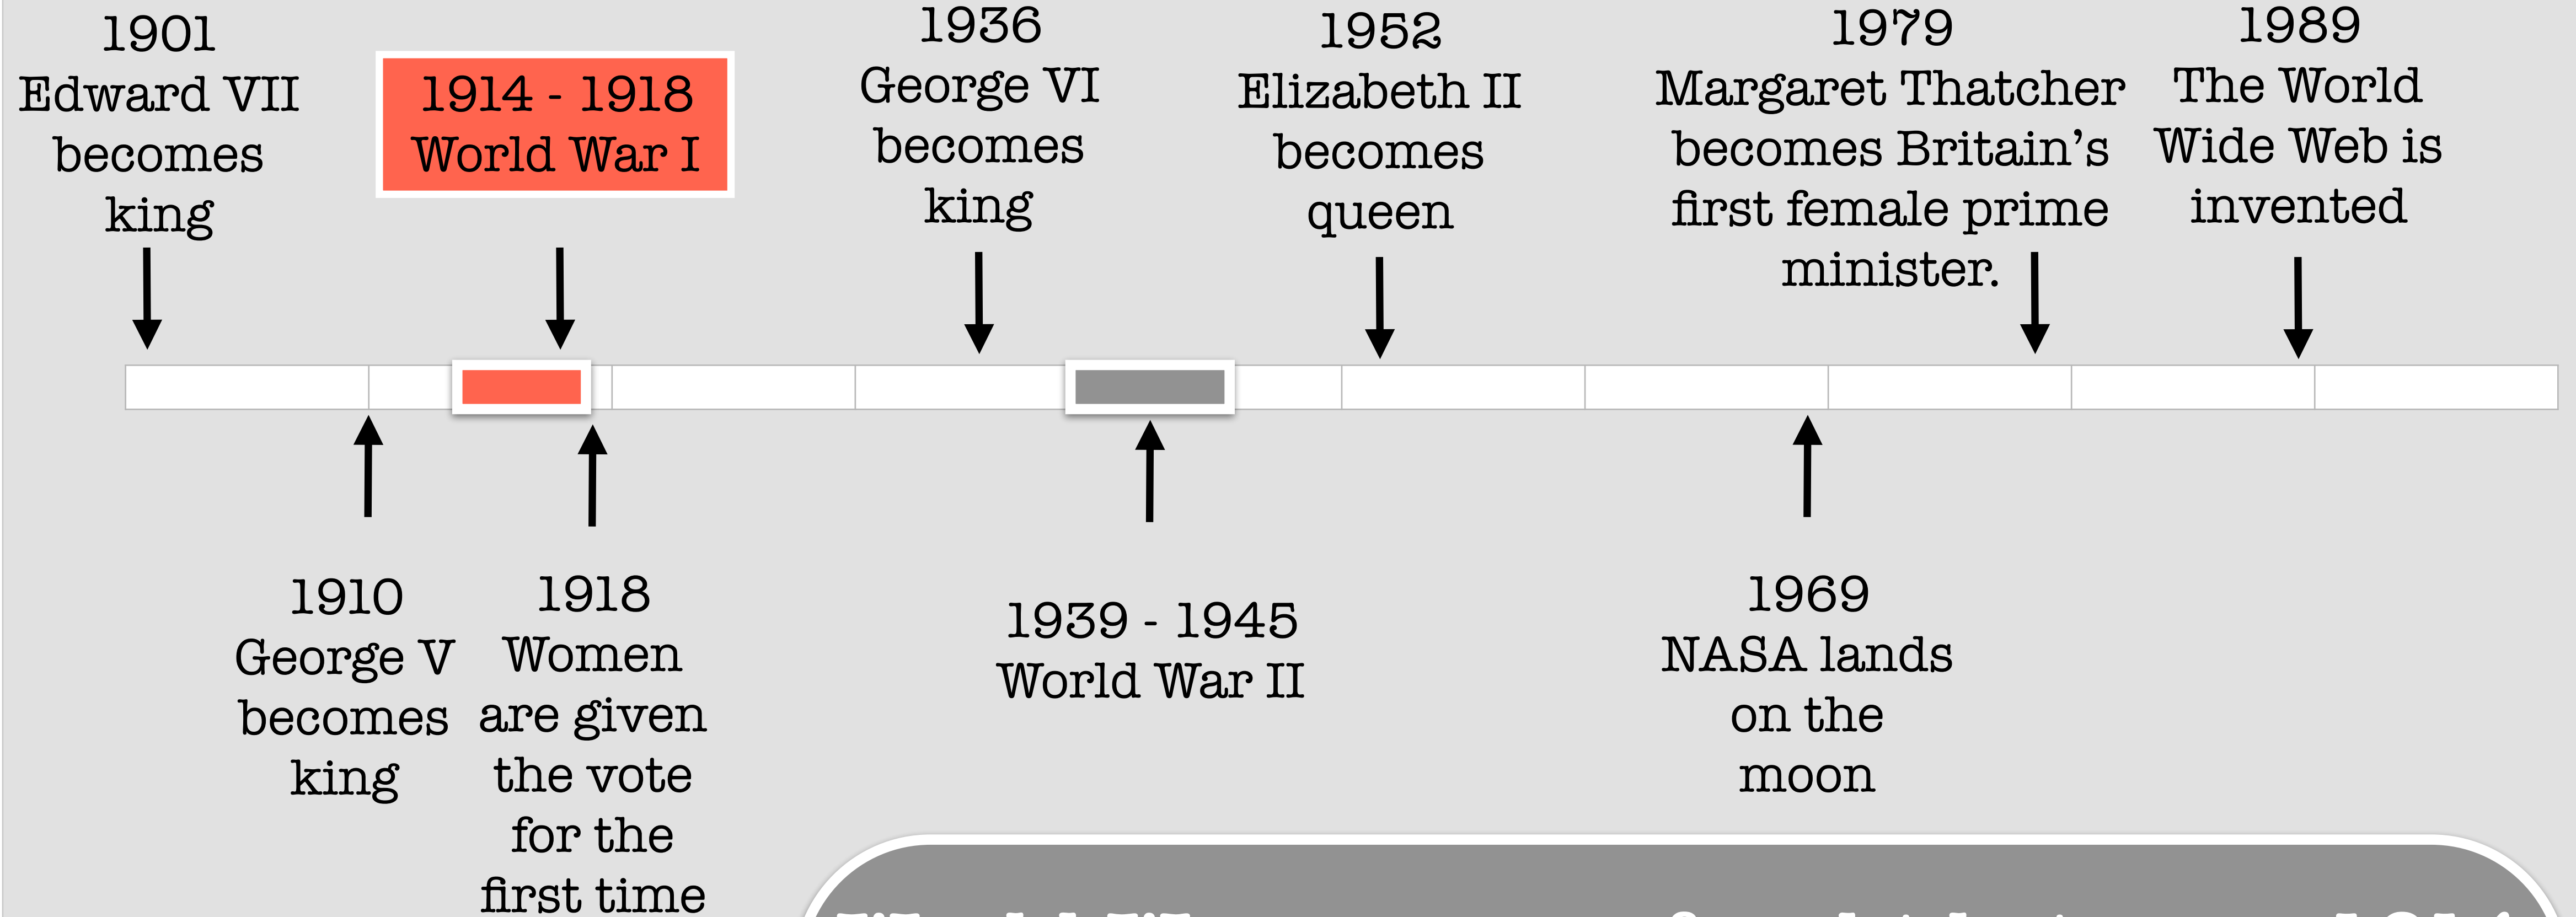 1901
Edward VII
becomes
king
1914 - 1918
World War I
1936
George VI
becomes
king
1952
Elizabeth II
becomes
queen
1979
Margaret Thatcher
becomes Britain’s
first female prime
minister.
1989
The World
Wide Web is
invented
1910
George V
becomes
king
1918
Women
are given
the vote
for the
first time
1939 - 1945
World War II
1969
NASA lands
on the
moon